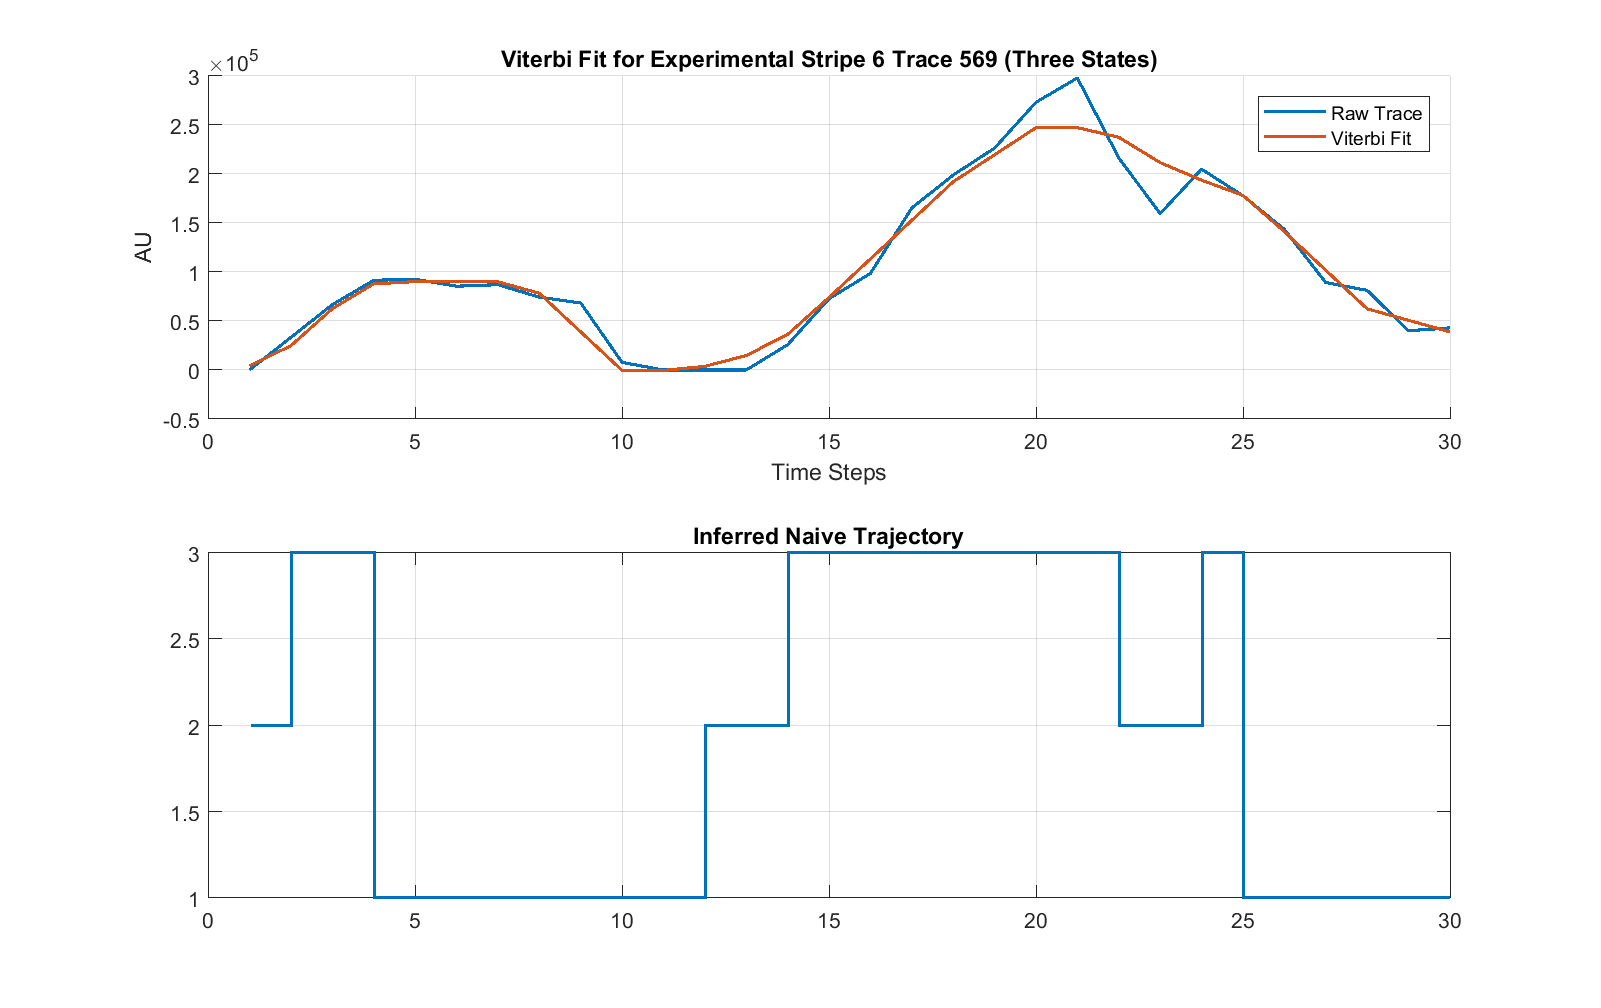 Viterbi Fit for Experimental Stripe 6 Trace 569 (Three States)
×10^5
3
2.5
2
1.5
1
0.5
0
-0.5
AU
Raw Trace
Viterbi Fit
0 5 10 15 20 25 30
Time Steps
Inferred Naive Trajectory
3
2.5
2
1.5
1
0 5 10 15 20 25 30